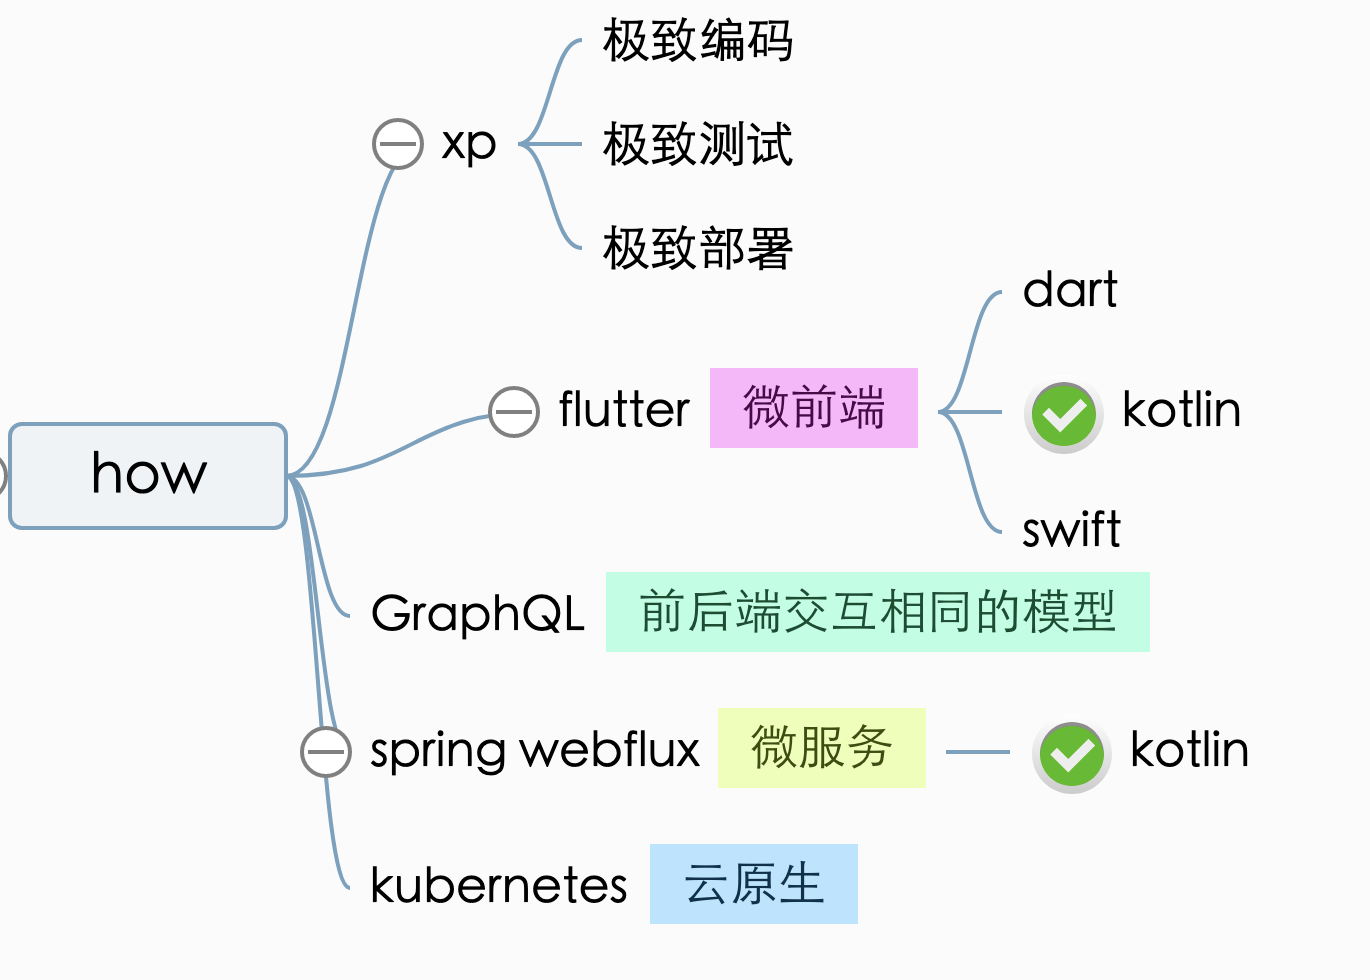 极致编码
xp
极致测试
极致部署
dart
flutter 微前端
kotlin
how
swift
GraphQL 前后端交互相同的模型
spring webflux 微服务 kotlin
kubernetes 云原生